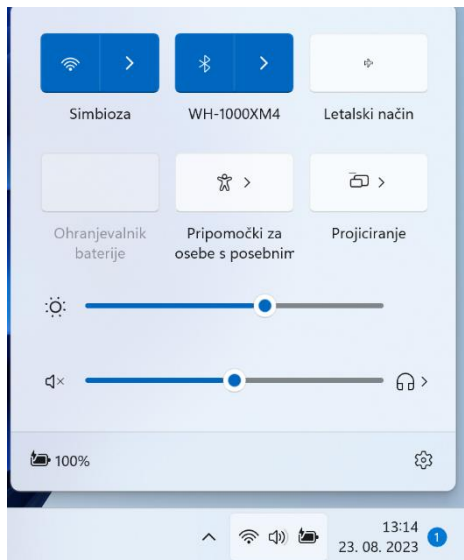 Simbioza
WH-1000XM4
Letalski način
Ohranjevalnik
baterije
Pripomočki za
osebe s posebnim
Projiciranje
100%
13:14
23. 08. 2023
1